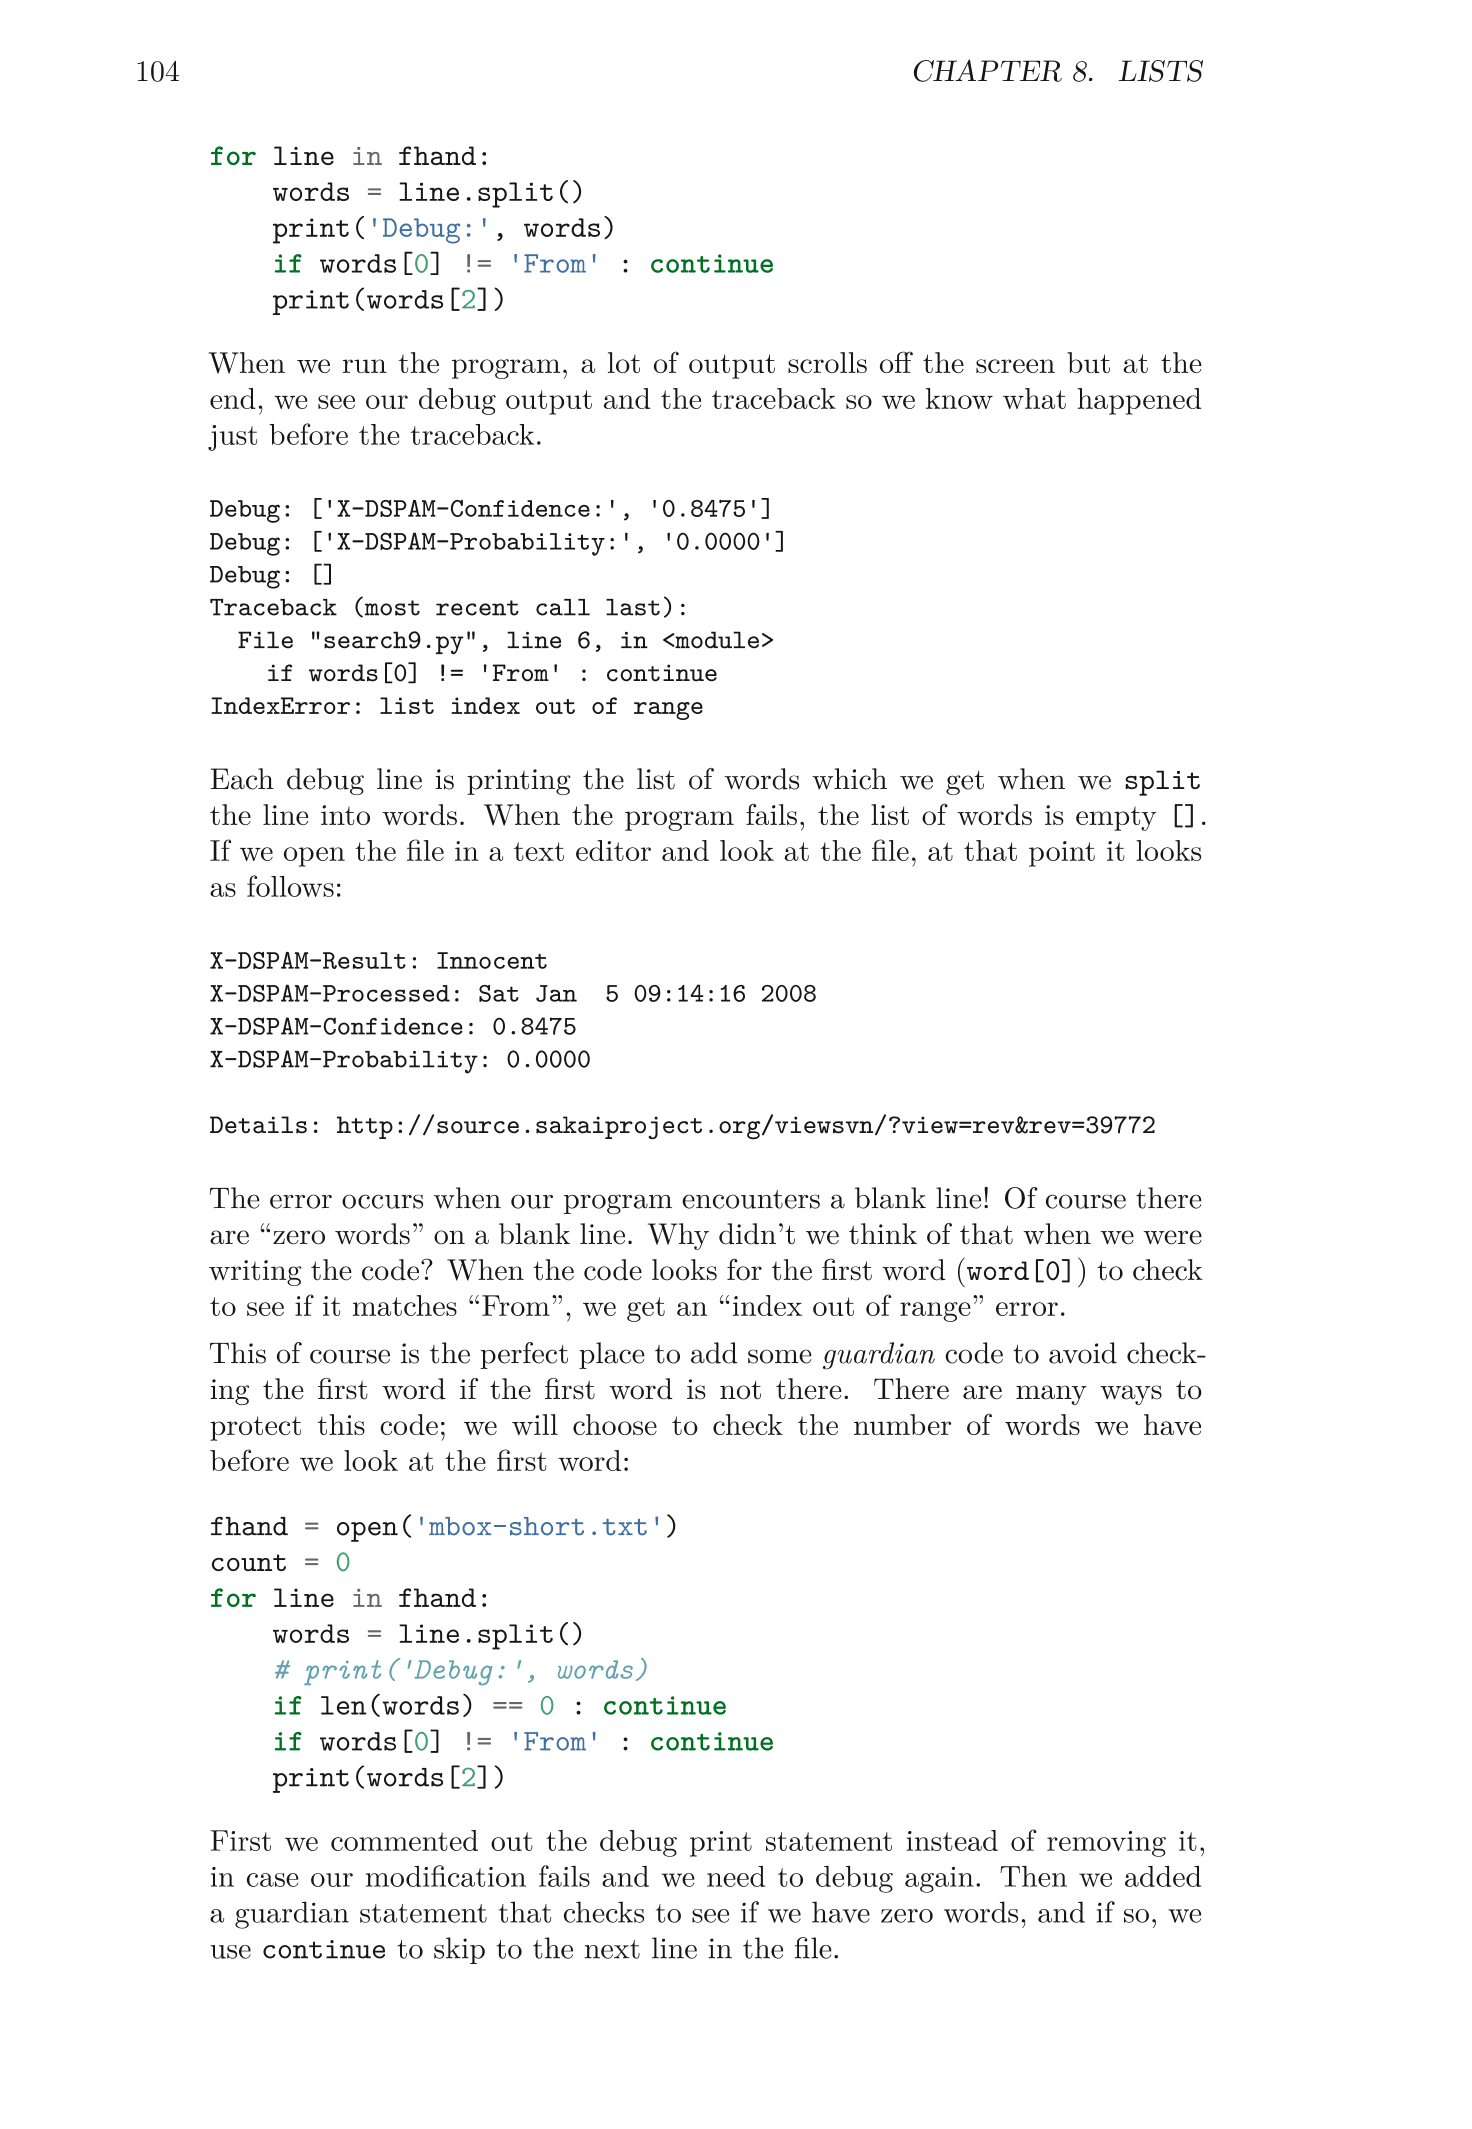 104 CHAPTER 8. LISTS
for line in fhand:
    words = line.split()
    print('Debug:', words)
    if words[0] != 'From' : continue
    print(words[2])
When we run the program, a lot of output scrolls off the screen but at the
end, we see our debug output and the traceback so we know what happened
just before the traceback.
Debug: ['X-DSPAM-Confidence:', '0.8475']
Debug: ['X-DSPAM-Probability:', '0.0000']
Debug: []
Traceback (most recent call last):
  File "search9.py", line 6, in <module>
    if words[0] != 'From' : continue
IndexError: list index out of range
Each debug line is printing the list of words which we get when we split
the line into words. When the program fails, the list of words is empty [].
If we open the file in a text editor and look at the file, at that point it looks
as follows:
X-DSPAM-Result: Innocent
X-DSPAM-Processed: Sat Jan  5 09:14:16 2008
X-DSPAM-Confidence: 0.8475
X-DSPAM-Probability: 0.0000
Details: http://source.sakaiproject.org/viewsvn/?view=rev&rev=39772
The error occurs when our program encounters a blank line! Of course there
are “zero words” on a blank line. Why didn’t we think of that when we were
writing the code? When the code looks for the first word (word[0]) to check
to see if it matches “From”, we get an “index out of range” error.
This of course is the perfect place to add some guardian code to avoid check-
ing the first word if the first word is not there. There are many ways to
protect this code; we will choose to check the number of words we have
before we look at the first word:
fhand = open('mbox-short.txt')
count = 0
for line in fhand:
    words = line.split()
    # print('Debug:', words)
    if len(words) == 0 : continue
    if words[0] != 'From' : continue
    print(words[2])
First we commented out the debug print statement instead of removing it,
in case our modification fails and we need to debug again. Then we added
a guardian statement that checks to see if we have zero words, and if so, we
use continue to skip to the next line in the file.